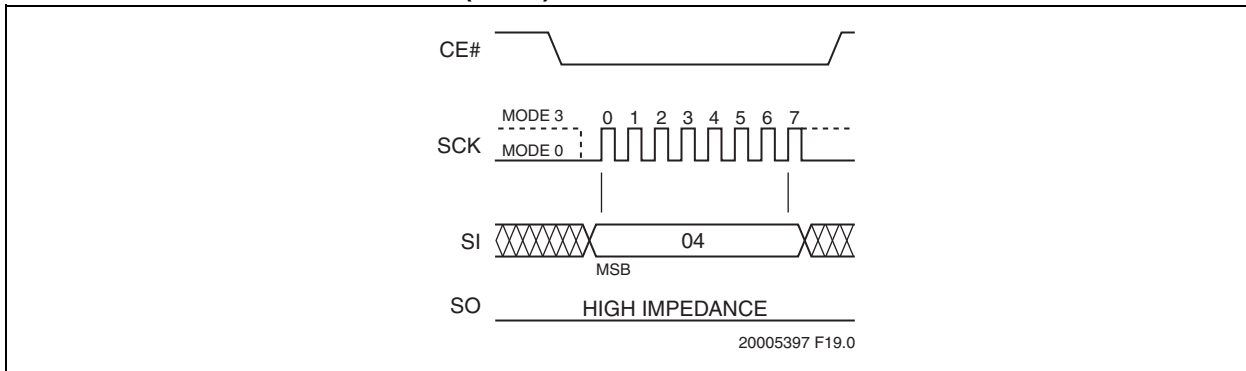 CE#
MODE 3
0 1 2 3 4 5 6 7
SCK
MODE 0
SI
04
MSB
SO
HIGH IMPEDANCE
20005397 F19.0